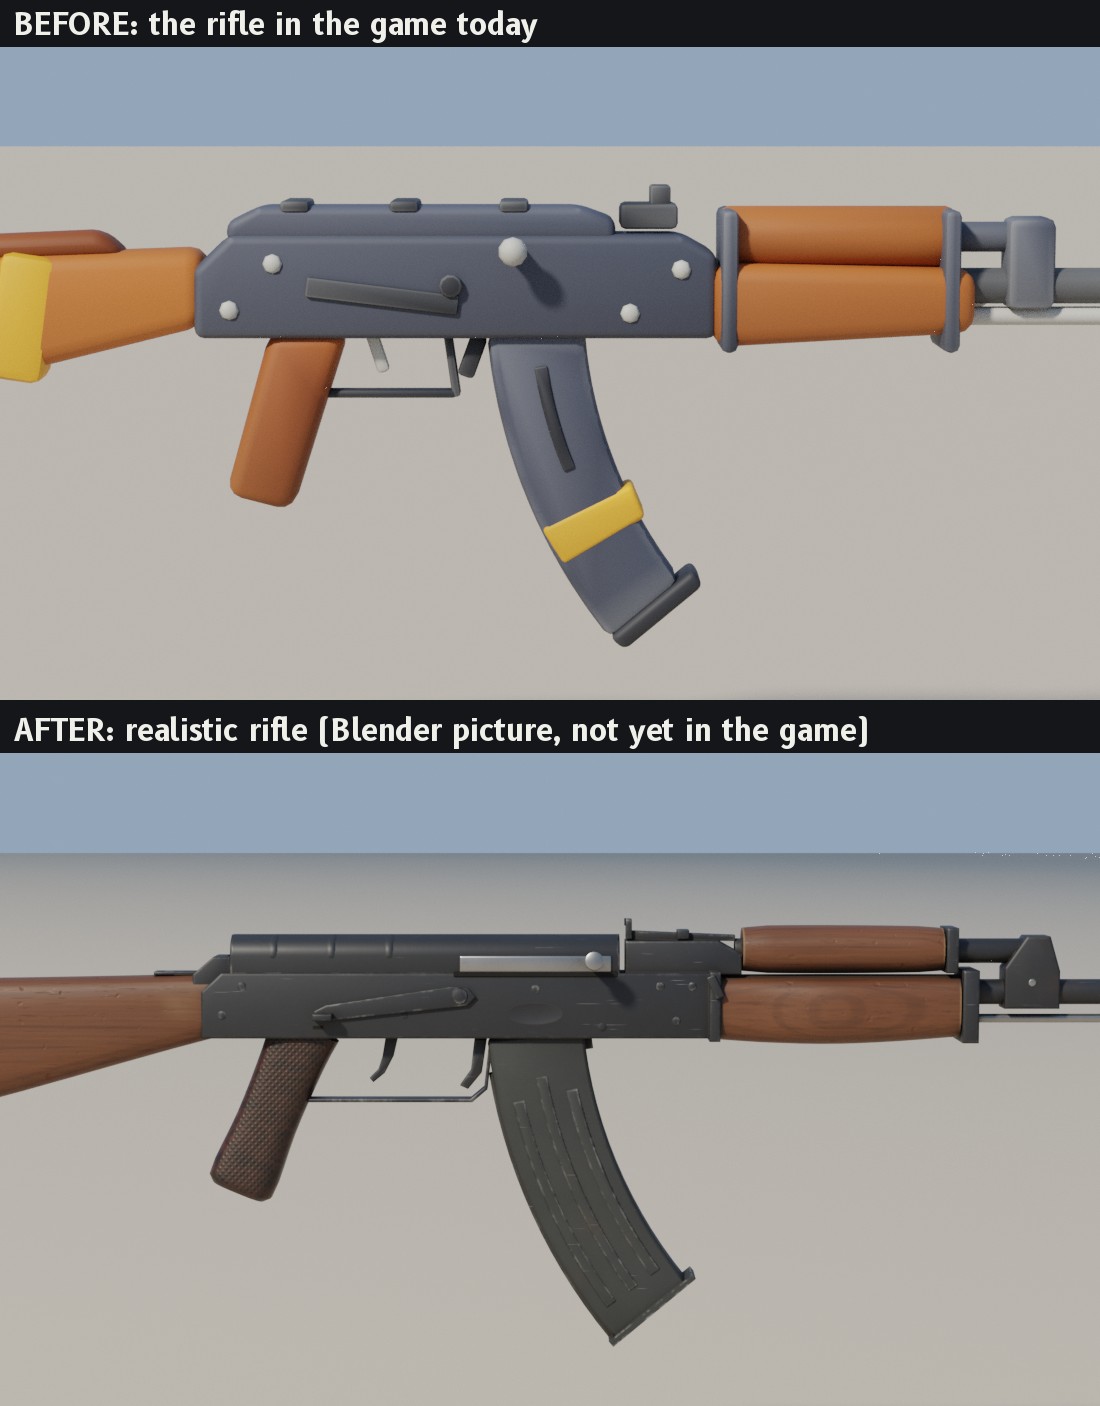 BEFORE: the rifle in the game today
AFTER: realistic rifle (Blender picture, not yet in the game)